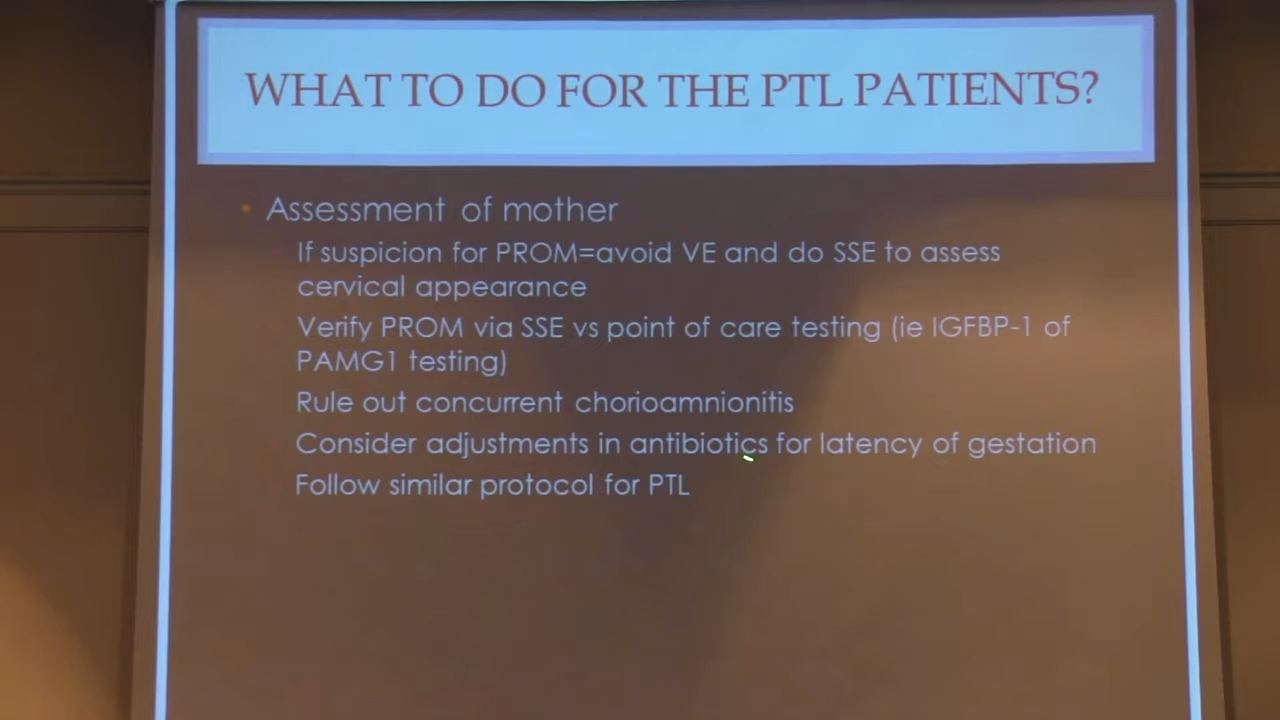 WHAT TO DO FOR THE PTL PATIENTS?
• Assessment of mother
If suspicion for PROM=avoid VE and do SSE to assess
cervical appearance
Verify PROM via SSE vs point of care testing (ie IGFBP-1 of
PAMG1 testing)
Rule out concurrent chorioamnionitis
Consider adjustments in antibiotics for latency of gestation
Follow similar protocol for PTL